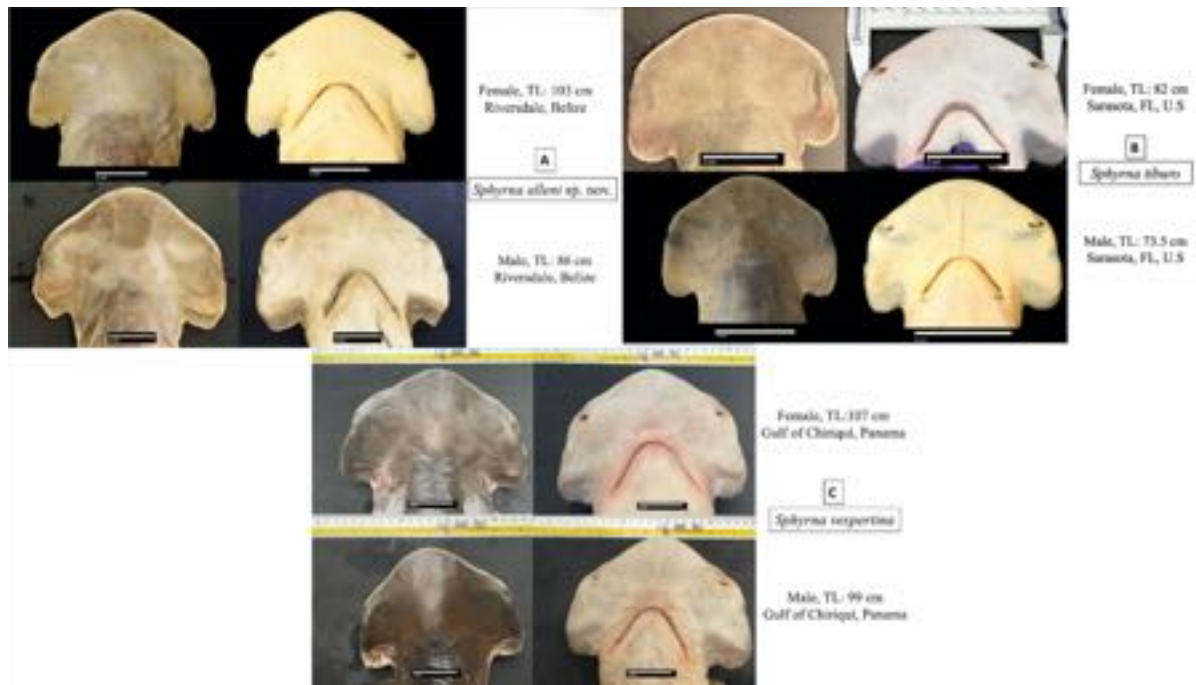 Female, TL: 103 cm
Riversdale, Belize
A
Sphyrna alleni sp. nov.
Male, TL: 86 cm
Riversdale, Belize
Female, TL: 82 cm
Sarasota, FL, U.S
B
Sphyrna tiburo
Male, TL: 73.5 cm
Sarasota, FL, U.S
Female, TL:107 cm
Gulf of Chiriqui, Panama
C
Sphyrna vespertina
Male, TL: 99 cm
Gulf of Chiriqui, Panama